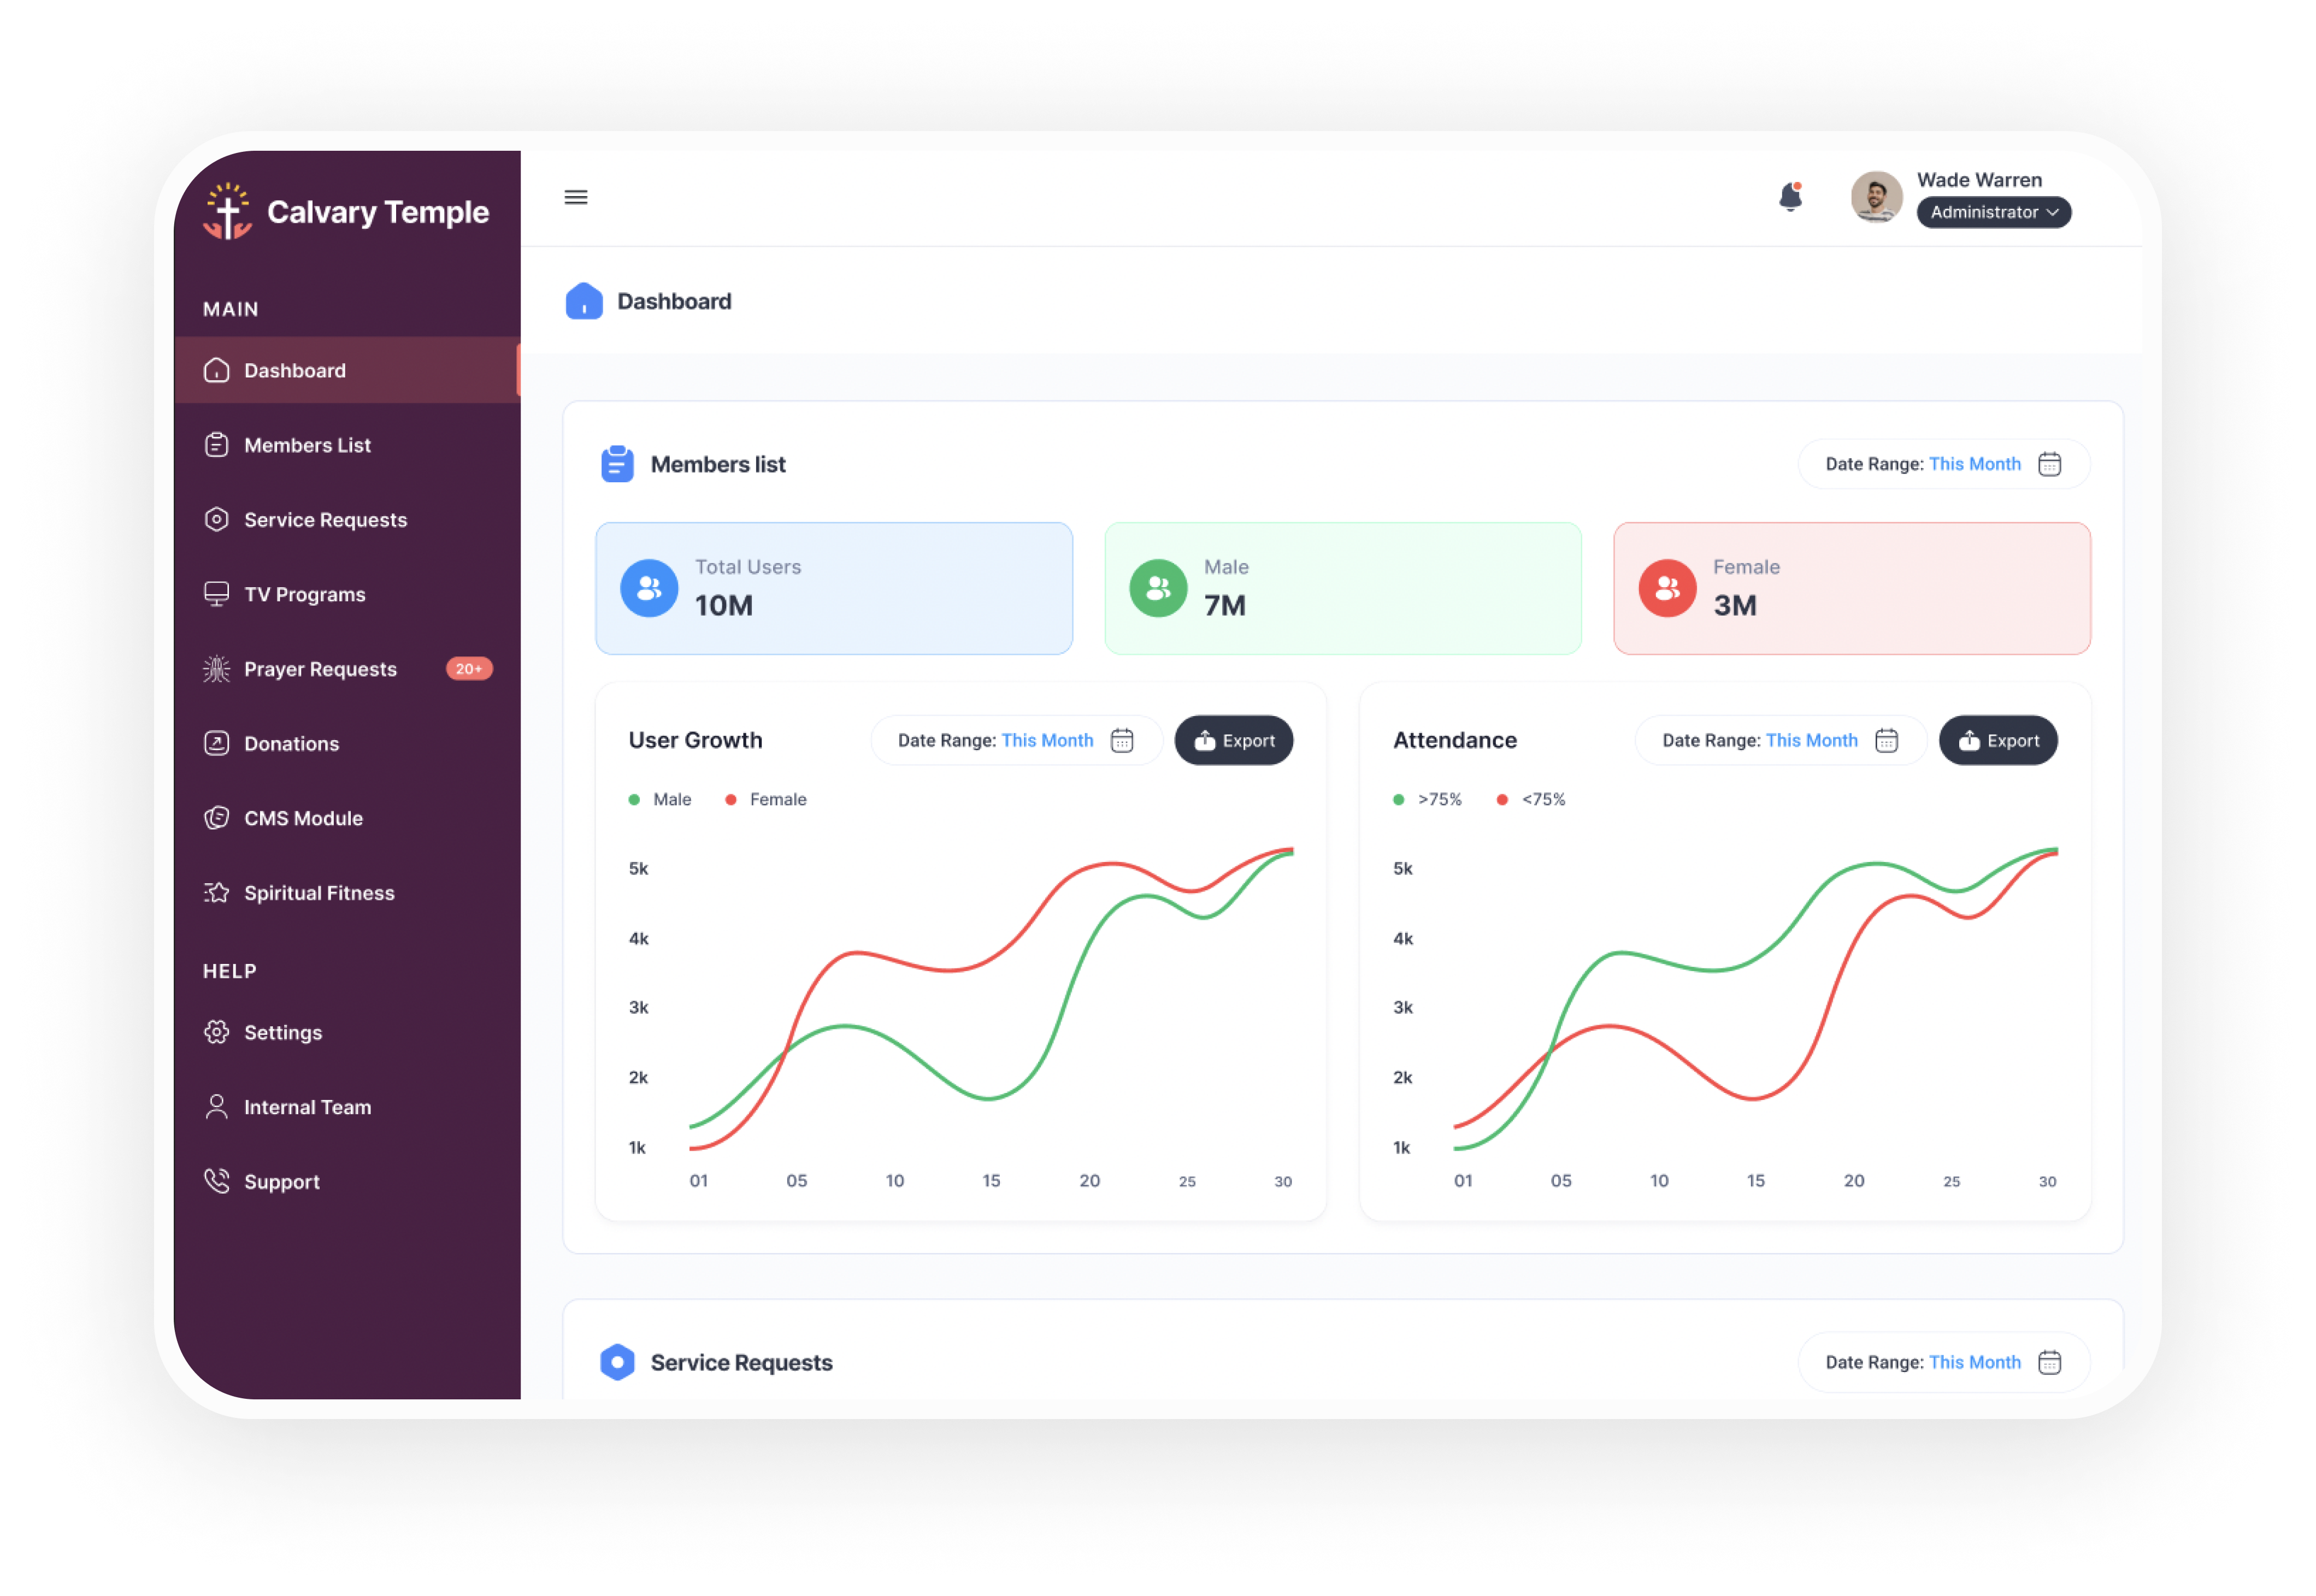 Calvary Temple
MAIN
Dashboard
Members List
Service Requests
TV Programs
Prayer Requests 20+
Donations
CMS Module
Spiritual Fitness
HELP
Settings
Internal Team
Support
Wade Warren
Administrator
Dashboard
Members list
Date Range: This Month
Total Users
10M
Male
7M
Female
3M
User Growth
Date Range: This Month
Export
Male Female
5k
4k
3k
2k
1k
01 05 10 15 20 25 30
Attendance
Date Range: This Month
Export
>75% <75%
5k
4k
3k
2k
1k
01 05 10 15 20 25 30
Service Requests
Date Range: This Month